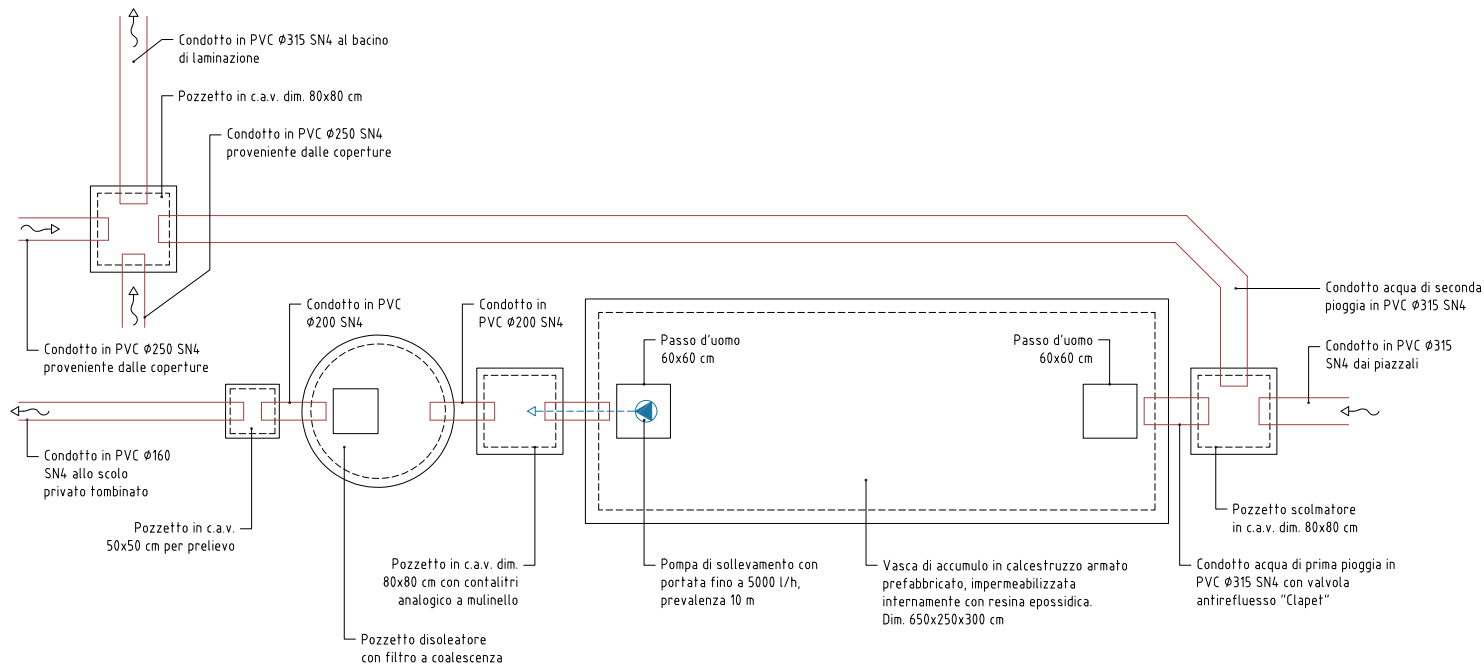 Condotto in PVC Ø315 SN4 al bacino
di laminazione
Pozzetto in c.a.v. dim. 80x80 cm
Condotto in PVC Ø250 SN4
proveniente dalle coperture
Condotto in PVC Ø250 SN4
proveniente dalle coperture
Condotto in PVC
Ø200 SN4
Condotto in
PVC Ø200 SN4
Passo d'uomo
60x60 cm
Passo d'uomo
60x60 cm
Condotto acqua di seconda
pioggia in PVC Ø315 SN4
Condotto in PVC Ø315
SN4 dai piazzali
Condotto in PVC Ø160
SN4 allo scolo
privato tombinato
Pozzetto in c.a.v.
50x50 cm per prelievo
Pozzetto disoleatore
con filtro a coalescenza
Pozzetto in c.a.v. dim.
80x80 cm con contalitri
analogico a mulinello
Pompa di sollevamento con
portata fino a 5000 l/h,
prevalenza 10 m
Vasca di accumulo in calcestruzzo armato
prefabbricato, impermeabilizzata
internamente con resina epossidica.
Dim. 650x250x300 cm
Pozzetto scolmatore
in c.a.v. dim. 80x80 cm
Condotto acqua di prima pioggia in
PVC Ø315 SN4 con valvola
antirefluesso "Clapet"